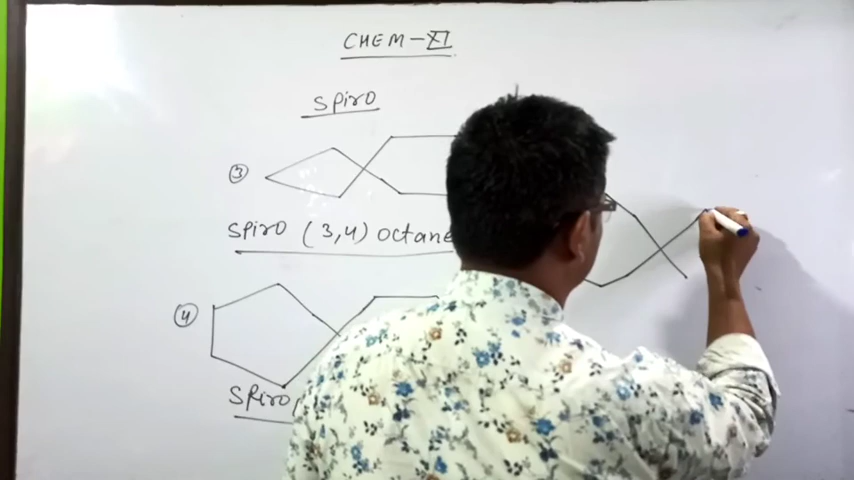 CHEM-XI
SPiro
3
SPiro (3,4) octane
4
SPiro